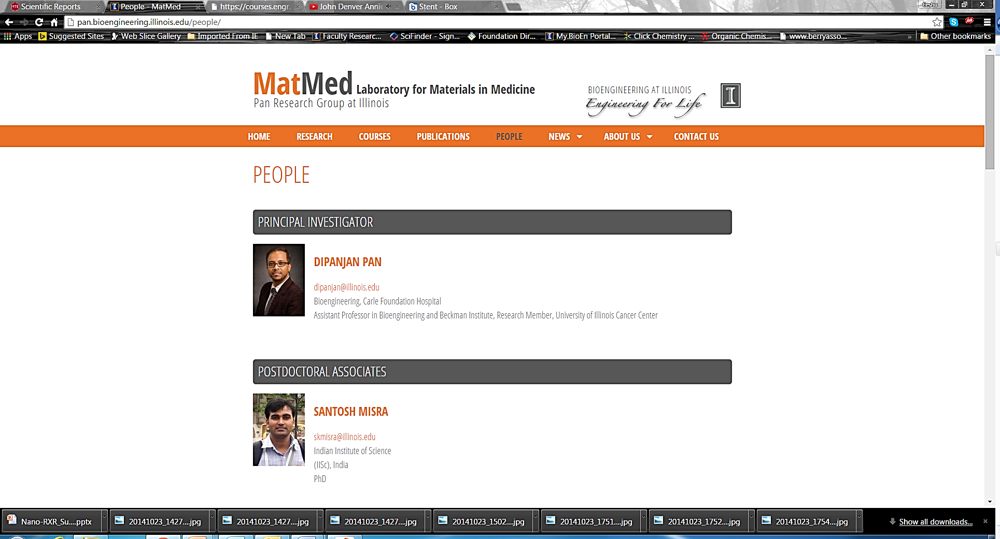 Scientific Reports
People - MatMed
https://courses.engr.
John Denver Annie
Stent - Box
Eeshu
pan.bioengineering.illinois.edu/people/
Apps
Suggested Sites
Web Slice Gallery
Imported From IE
New Tab
Faculty Researc...
SciFinder - Sign...
Foundation Dir...
My.BioEn Portal...
Click Chemistry ...
Organic Chemis...
www.berryasso...
»
Other bookmarks
MatMed Laboratory for Materials in Medicine
Pan Research Group at Illinois
BIOENGINEERING AT ILLINOIS
Engineering For Life
I
HOME RESEARCH COURSES PUBLICATIONS PEOPLE NEWS ABOUT US CONTACT US
PEOPLE
PRINCIPAL INVESTIGATOR
DIPANJAN PAN
dipanjan@illinois.edu
Bioengineering, Carle Foundation Hospital
Assistant Professor in Bioengineering and Beckman Institute, Research Member, University of Illinois Cancer Center
POSTDOCTORAL ASSOCIATES
SANTOSH MISRA
skmisra@illinois.edu
Indian Institute of Science
(IISc), India
PhD
Nano-RXR_Su....pptx
20141023_1427....jpg
20141023_1427....jpg
20141023_1427....jpg
20141023_1502....jpg
20141023_1751....jpg
20141023_1752....jpg
20141023_1754....jpg
Show all downloads...